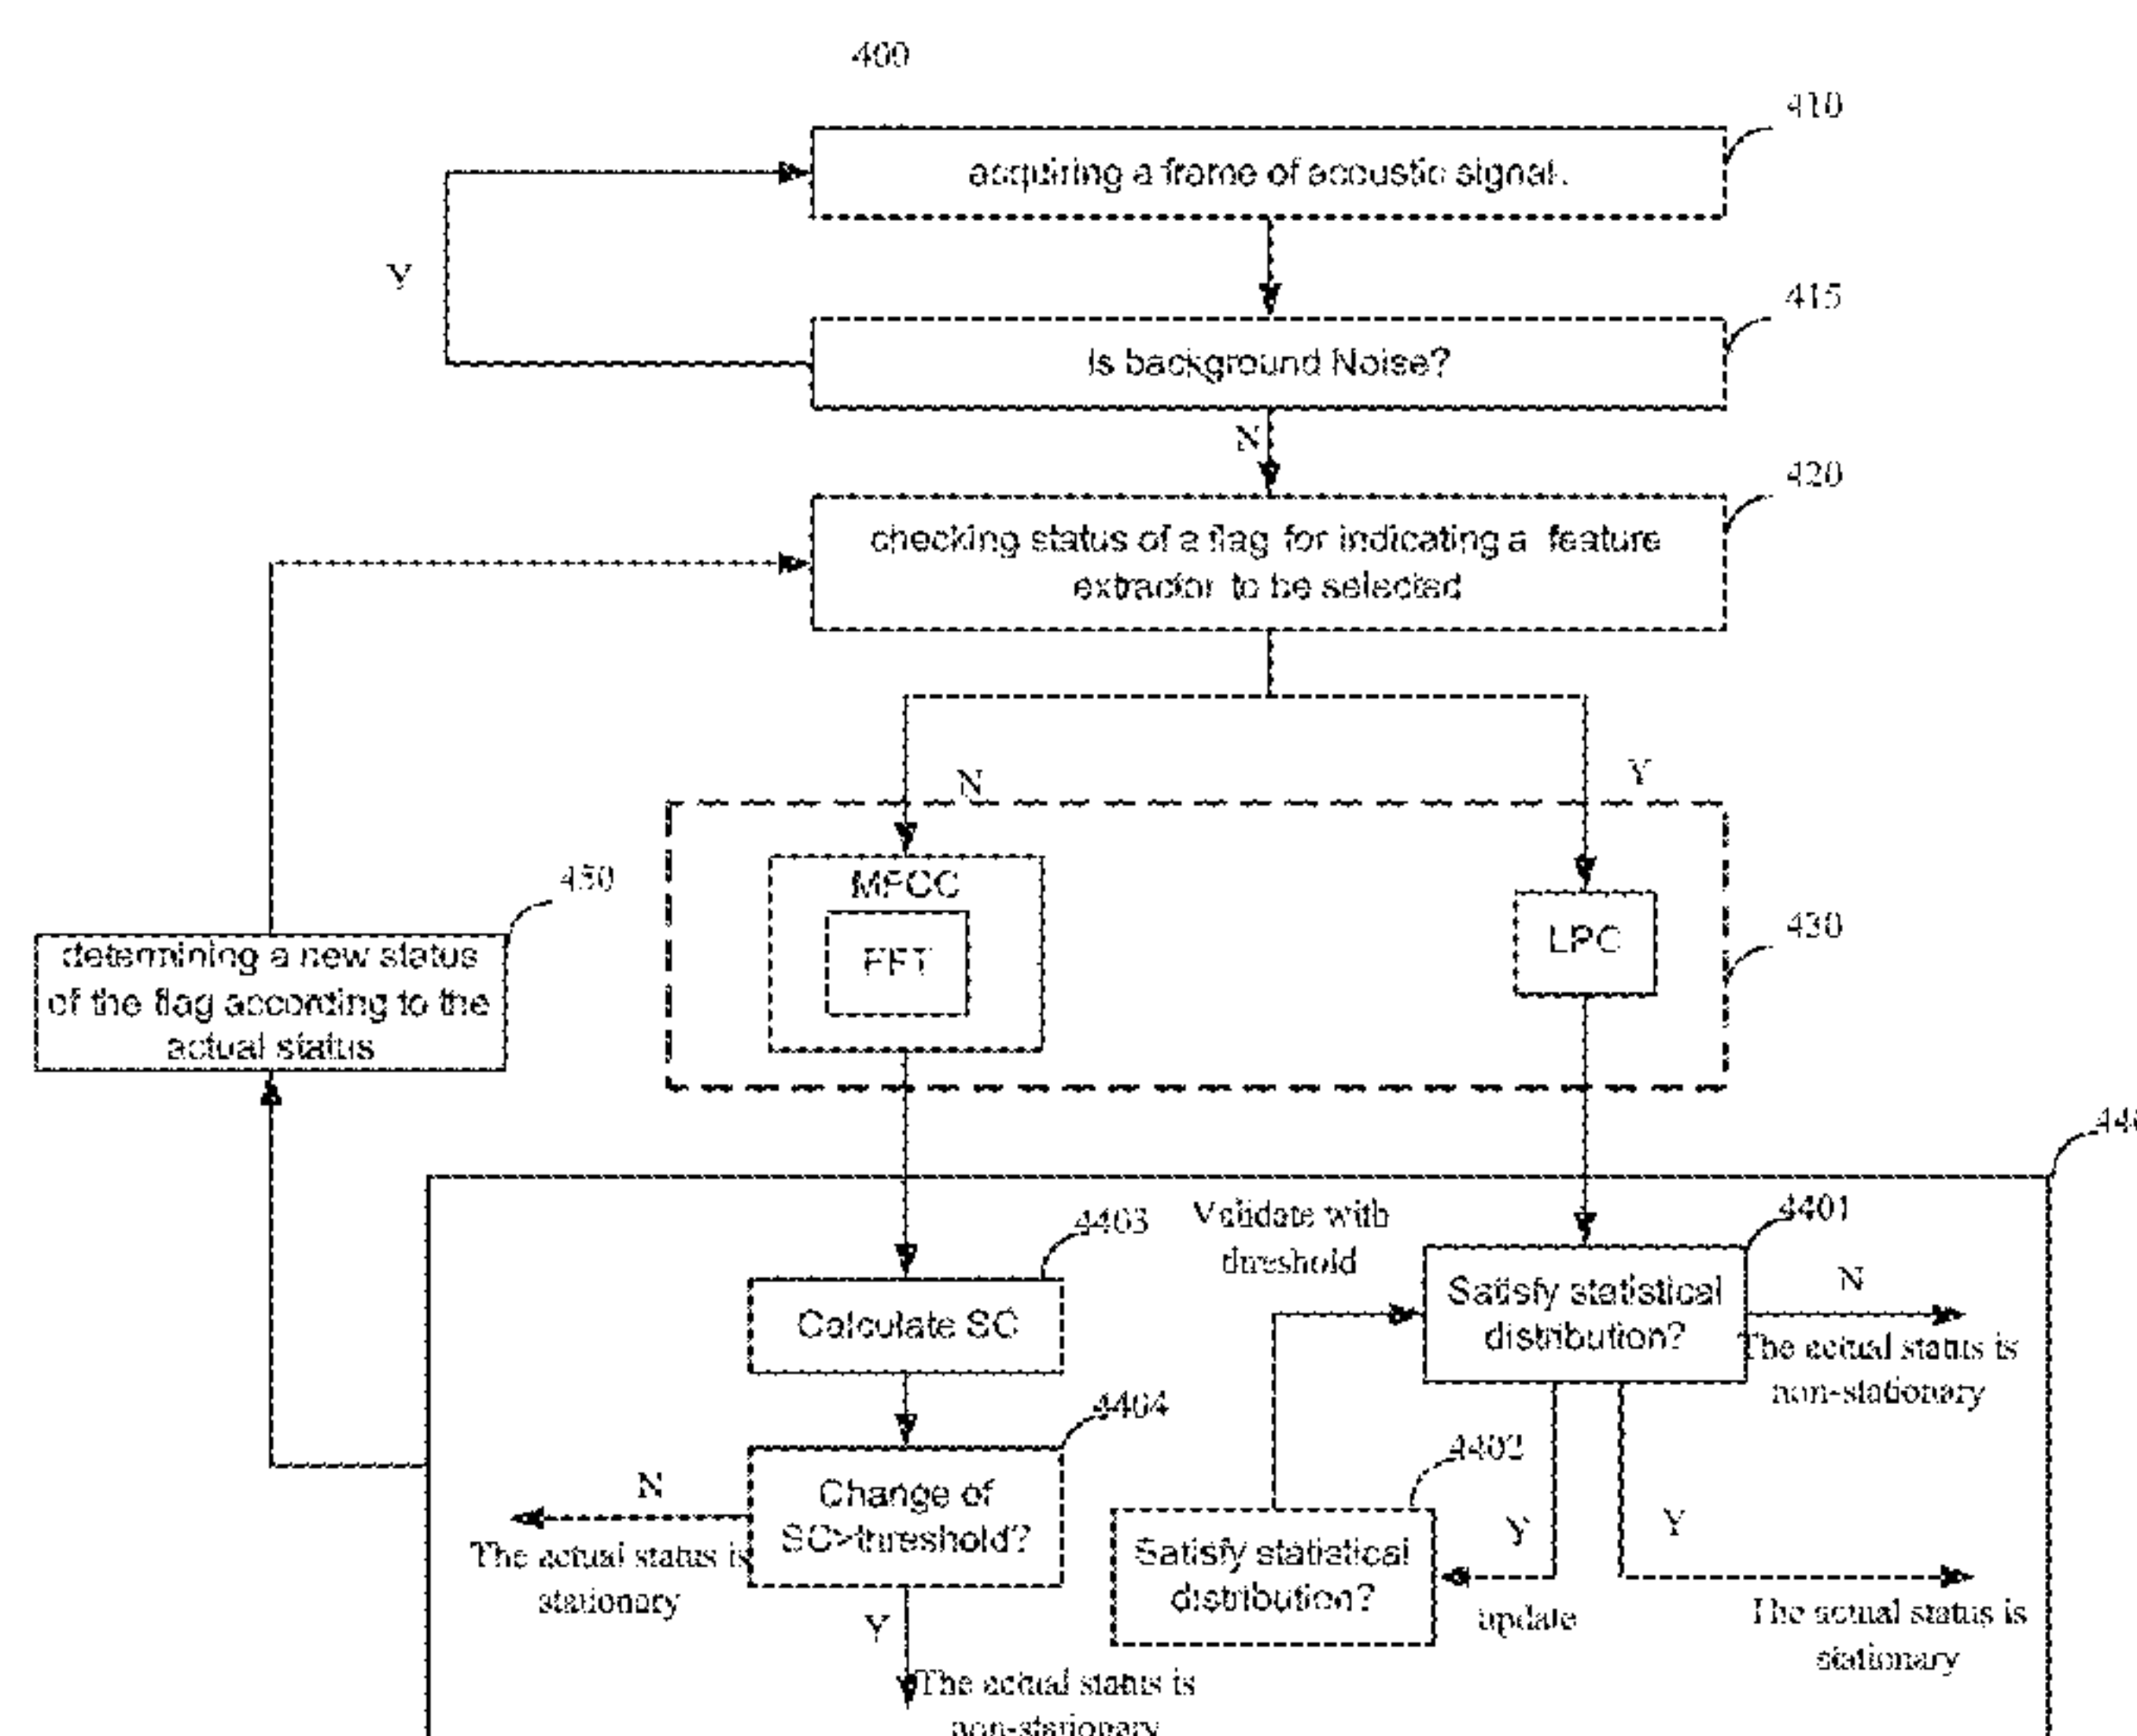 400
410
acquiring a frame of acoustic signal.
Y
415
Is background Noise?
N
420
checking status of a flag for indicating a feature
extractor to be selected
N
Y
MFCC
FFT
LPC
430
450
determining a new status
of the flag according to the
actual status
4403
Validate with
threshold
4401
Calculate SC
Satisfy statistical
distribution?
N
The actual status is
non-stationary
4404
4402
Change of
SC>threshold?
N
The actual status is
stationary
Satisfy statistical
distribution?
Y
update
Y
The actual status is
stationary
Y
The actual status is
non-stationary